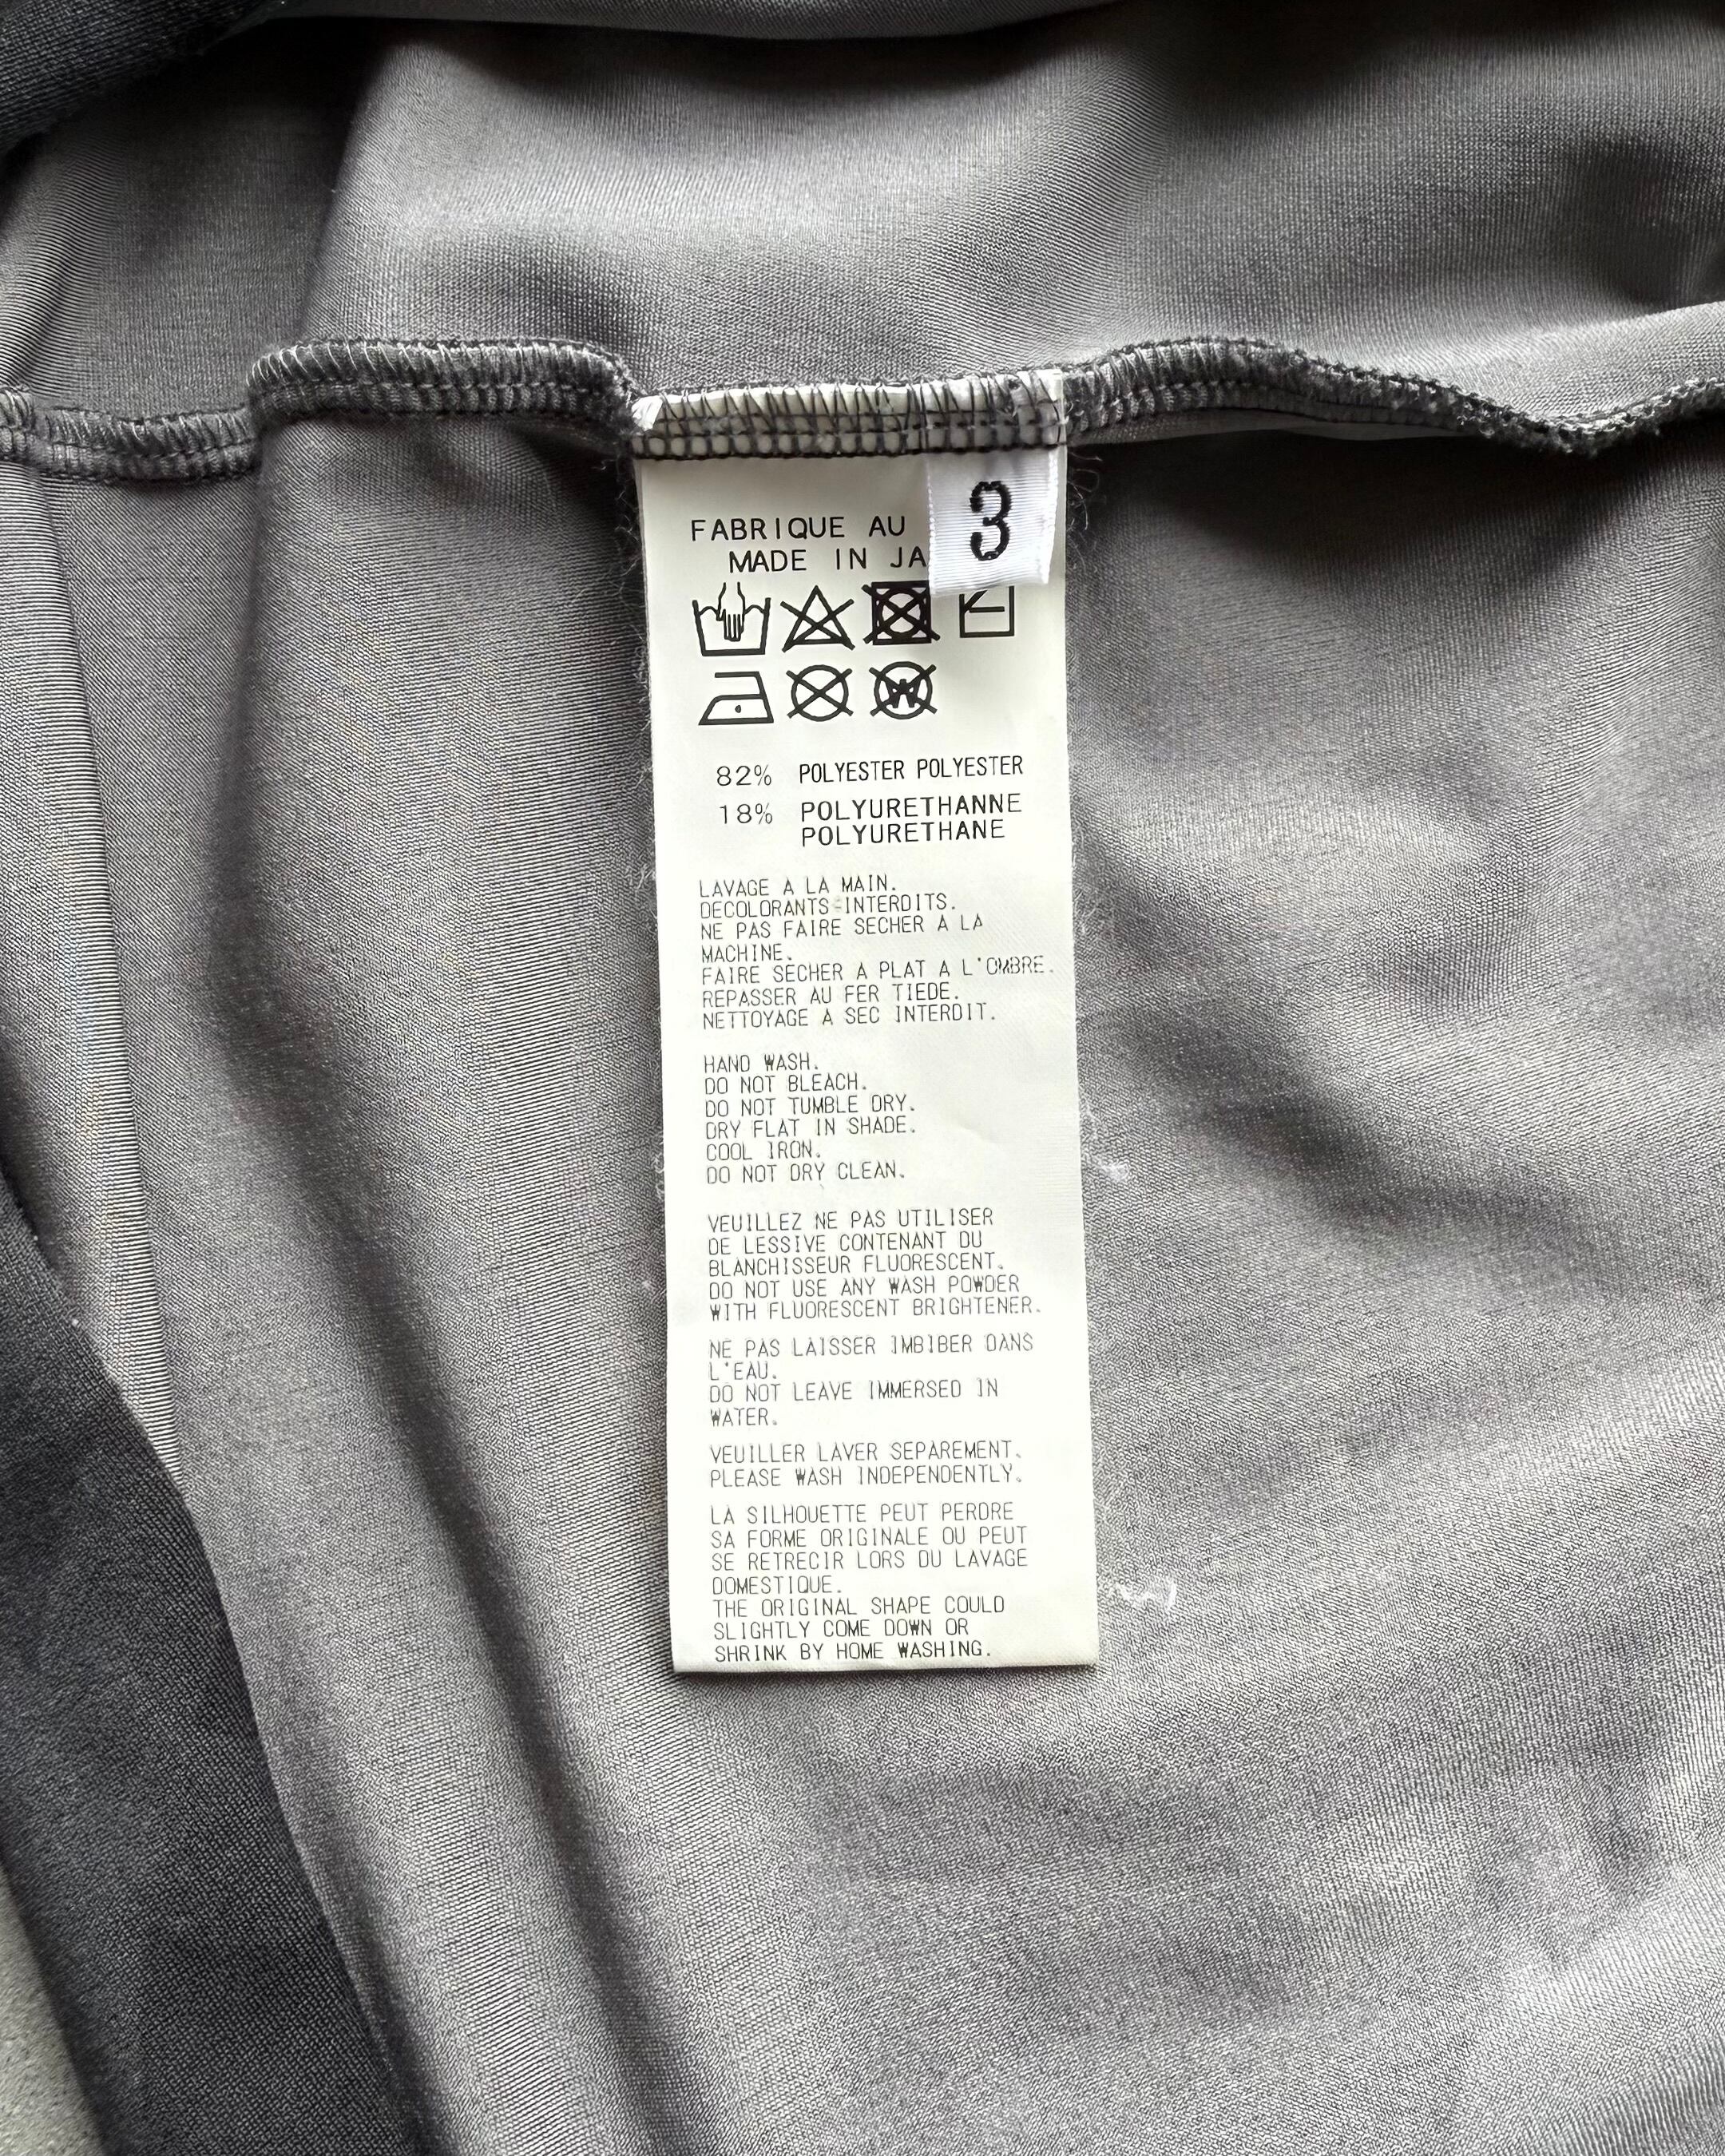 3
FABRIQUE AU
MADE IN JA
W
82% POLYESTER POLYESTER
18% POLYURETHANNE
POLYURETHANE
LAVAGE A LA MAIN.
DECOLORANTS INTERDITS.
NE PAS FAIRE SECHER A LA
MACHINE.
FAIRE SECHER A PLAT A L'OMBRE.
REPASSER AU FER TIEDE.
NETTOYAGE A SEC INTERDIT.
HAND WASH.
DO NOT BLEACH.
DO NOT TUMBLE DRY.
DRY FLAT IN SHADE.
COOL IRON.
DO NOT DRY CLEAN.
VEUILLEZ NE PAS UTILISER
DE LESSIVE CONTENANT DU
BLANCHISSEUR FLUORESCENT.
DO NOT USE ANY WASH POWDER
WITH FLUORESCENT BRIGHTENER.
NE PAS LAISSER IMBIBER DANS
L'EAU.
DO NOT LEAVE IMMERSED IN
WATER.
VEUILLER LAVER SEPAREMENT.
PLEASE WASH INDEPENDENTLY.
LA SILHOUETTE PEUT PERDRE
SA FORME ORIGINALE OU PEUT
SE RETRECIR LORS DU LAVAGE
DOMESTIQUE.
THE ORIGINAL SHAPE COULD
SLIGHTLY COME DOWN OR
SHRINK BY HOME WASHING.